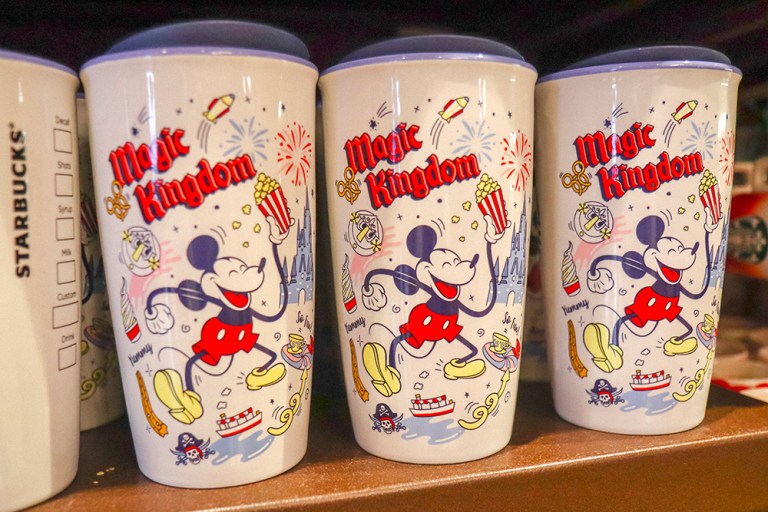 STARBUCKS®
Decaf
Shots
Syrup
Milk
Custom
Drink
Magic
Kingdom
Yummy
So fun!
Magic
Kingdom
Yummy
So fun!
Magic
Kingdom
Yummy